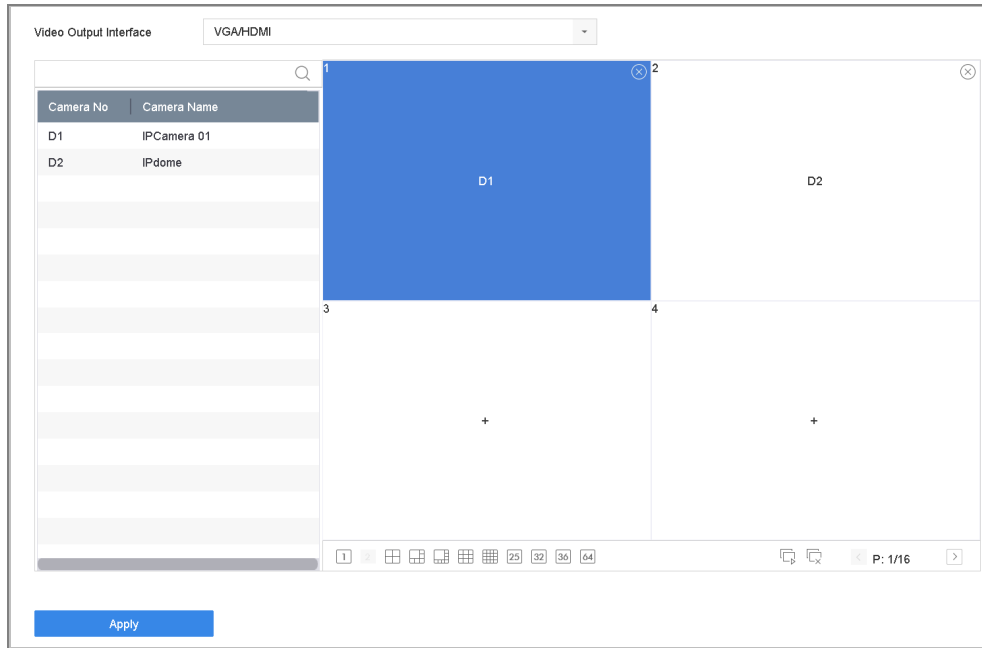 Video Output Interface VGA/HDMI
Camera No Camera Name
D1 IPCamera 01
D2 IPdome
1 2
D1 D2
3 4
+ +
1 2 25 32 36 64 < P: 1/16 >
Apply